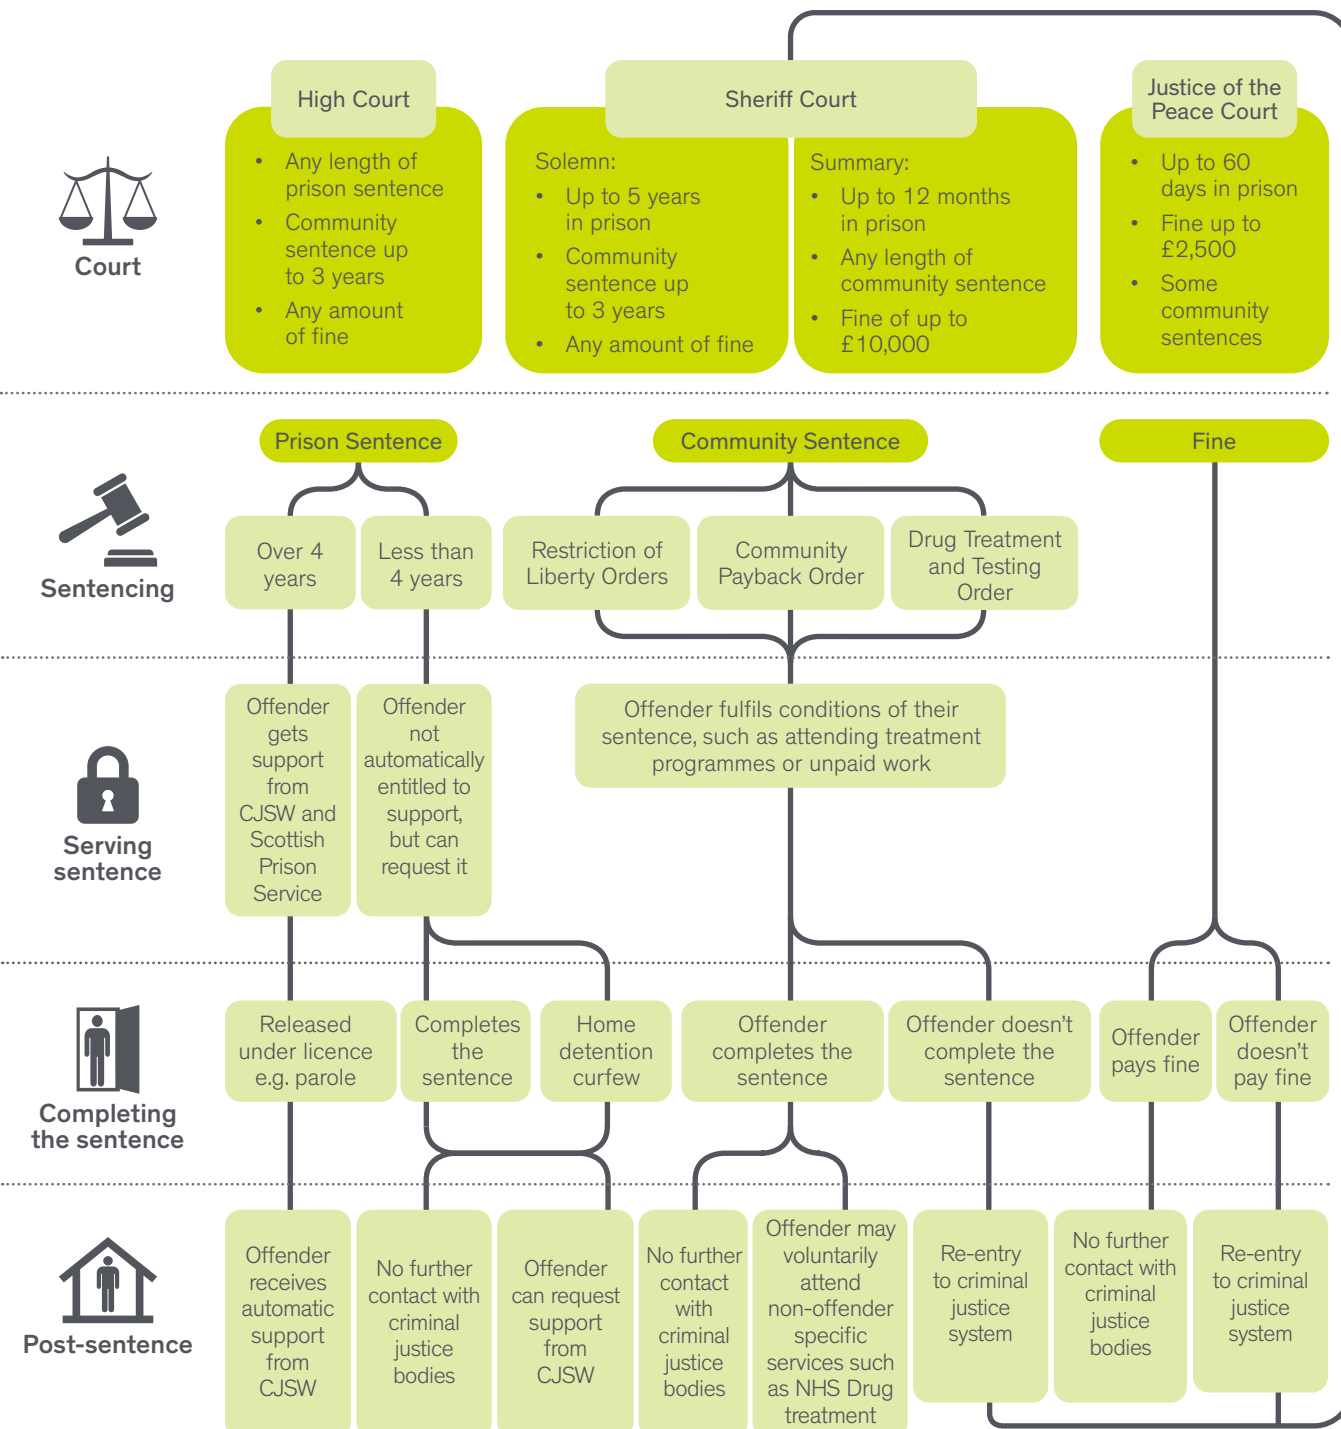 High Court
Sheriff Court
Justice of the
Peace Court
Court
• Any length of
prison sentence
• Community
sentence up
to 3 years
• Any amount
of fine
Solemn:
• Up to 5 years
in prison
• Community
sentence up
to 3 years
• Any amount of fine
Summary:
• Up to 12 months
in prison
• Any length of
community sentence
• Fine of up to
£10,000
• Up to 60
days in prison
• Fine up to
£2,500
• Some
community
sentences
Sentencing
Prison Sentence
Community Sentence
Fine
Over 4
years
Less than
4 years
Restriction of
Liberty Orders
Community
Payback Order
Drug Treatment
and Testing
Order
Serving
sentence
Offender
gets
support
from
CJSW and
Scottish
Prison
Service
Offender
not
automatically
entitled to
support,
but can
request it
Offender fulfils conditions of their
sentence, such as attending treatment
programmes or unpaid work
Completing
the sentence
Released
under licence
e.g. parole
Completes
the
sentence
Home
detention
curfew
Offender
completes the
sentence
Offender doesn't
complete the
sentence
Offender
pays fine
Offender
doesn't
pay fine
Post-sentence
Offender
receives
automatic
support
from
CJSW
No further
contact with
criminal
justice
bodies
Offender
can request
support
from
CJSW
No further
contact
with
criminal
justice
bodies
Offender may
voluntarily
attend
non-offender
specific
services such
as NHS Drug
treatment
Re-entry
to criminal
justice
system
No further
contact with
criminal
justice
bodies
Re-entry
to criminal
justice
system